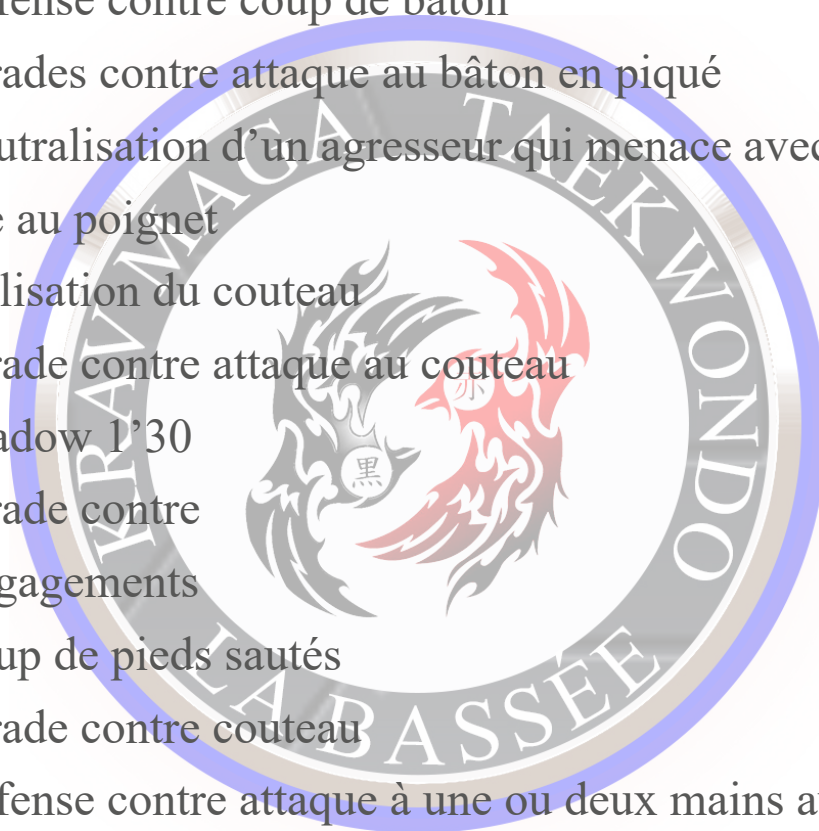 fense contre coup de bâton
rades contre attaque au bâton en piqué
utralisation d’un agresseur qui menace avec
e au poignet
lisation du couteau
rade contre attaque au couteau
adow 1’30
rade contre
gagements
up de pieds sautés
rade contre couteau
fense contre attaque à une ou deux mains a
KRAV MAGA TAEKWONDO
LA BASSÉE
赤
黒